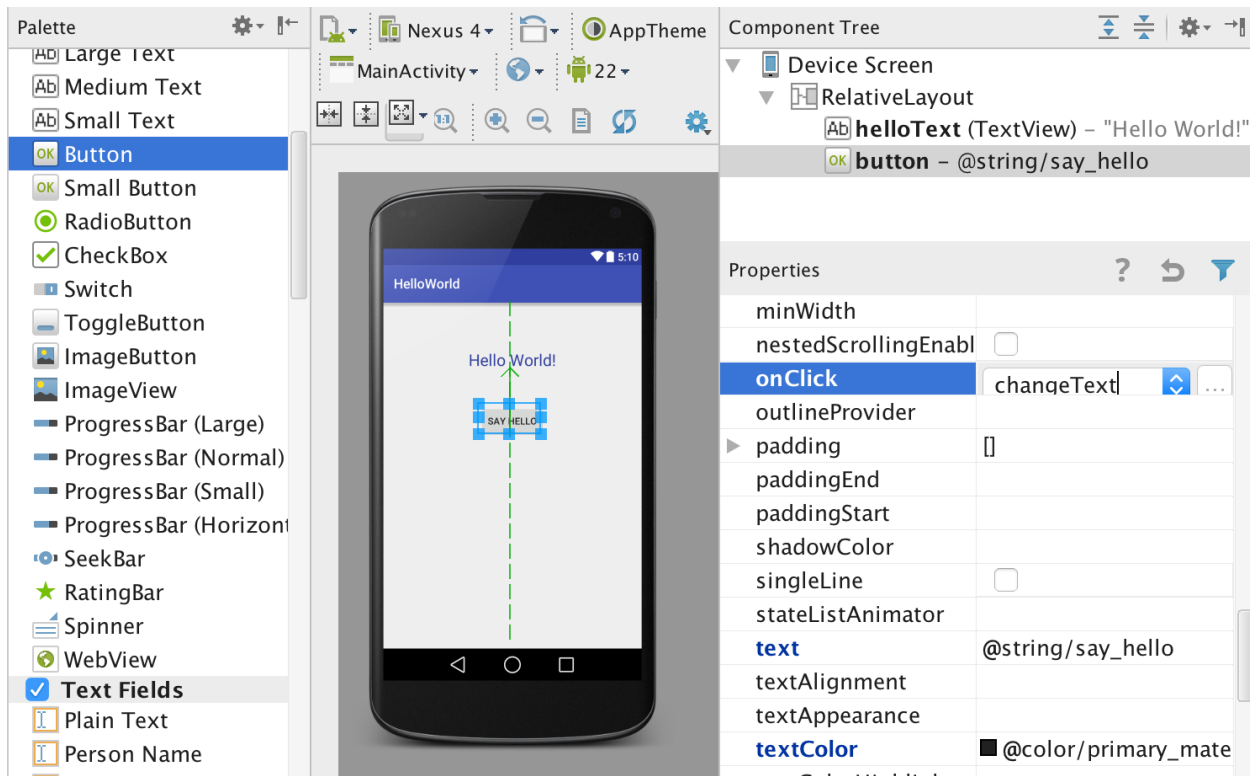 Palette
Large Text
Medium Text
Small Text
Button
Small Button
RadioButton
CheckBox
Switch
ToggleButton
ImageButton
ImageView
ProgressBar (Large)
ProgressBar (Normal)
ProgressBar (Small)
ProgressBar (Horizont
SeekBar
RatingBar
Spinner
WebView
Text Fields
Plain Text
Person Name
Nexus 4
AppTheme
MainActivity
22
5:10
HelloWorld
Hello World!
SAY HELLO
Component Tree
Device Screen
RelativeLayout
Ab helloText (TextView) – "Hello World!"
OK button – @string/say_hello
Properties
?
minWidth
nestedScrollingEnabl
onClick changeText ...
outlineProvider
padding []
paddingEnd
paddingStart
shadowColor
singleLine
stateListAnimator
text @string/say_hello
textAlignment
textAppearance
textColor @color/primary_mate